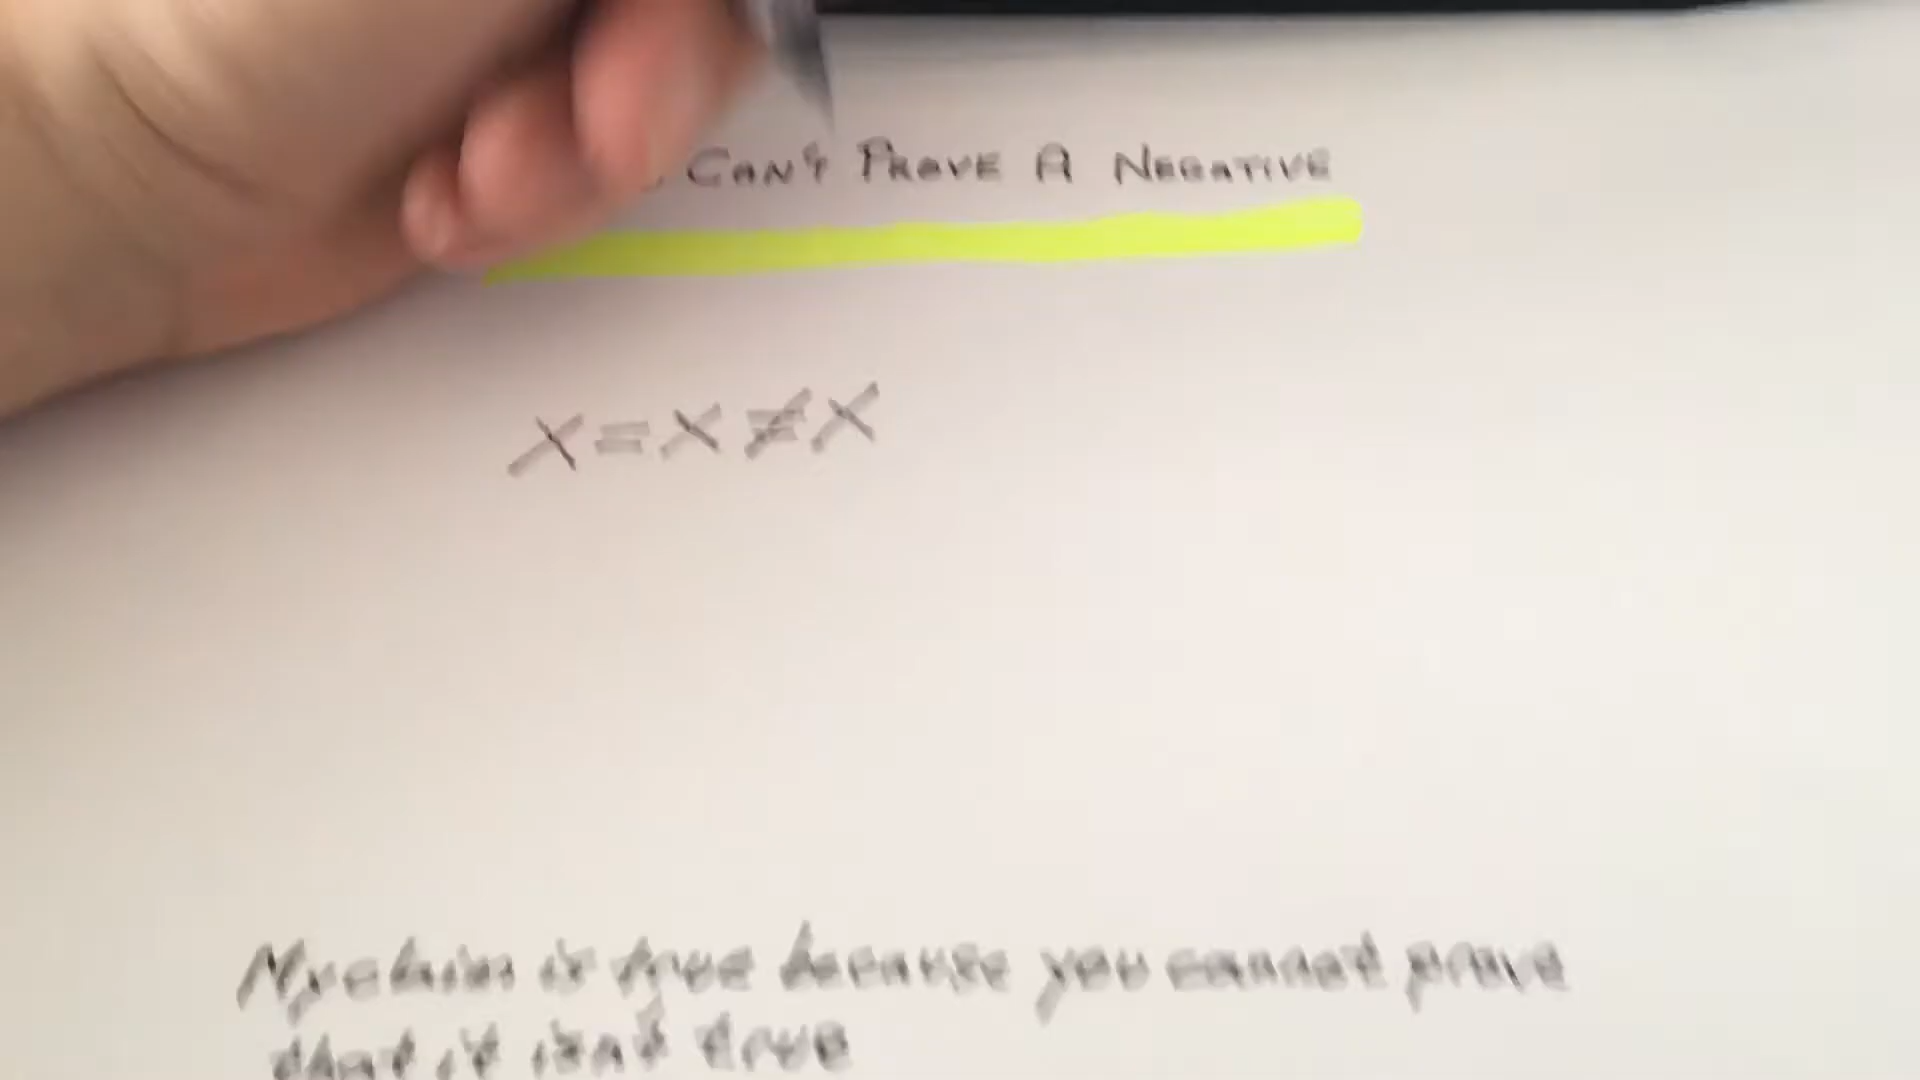 Can't Prove A Negative
X = X ≠ X
My claim is true because you cannot prove
that it isn't true